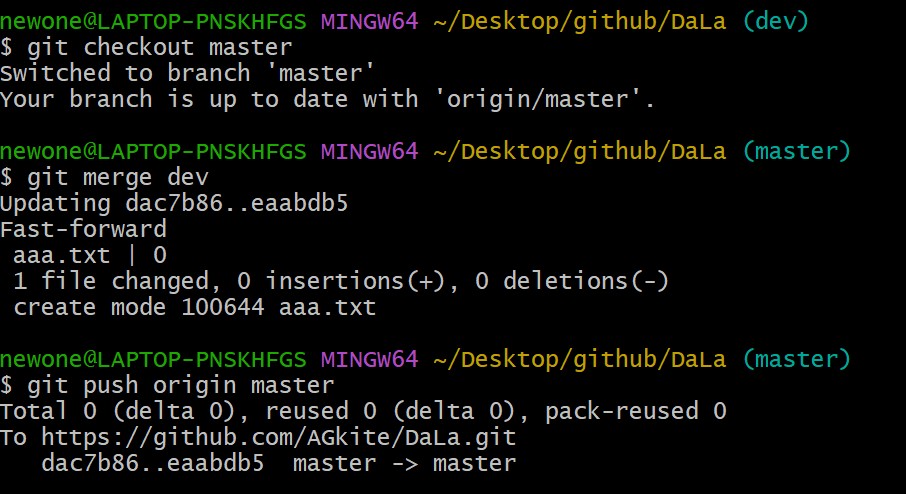 newone@LAPTOP-PNSKHFGS MINGW64 ~/Desktop/github/DaLa (dev)
$ git checkout master
Switched to branch 'master'
Your branch is up to date with 'origin/master'.

newone@LAPTOP-PNSKHFGS MINGW64 ~/Desktop/github/DaLa (master)
$ git merge dev
Updating dac7b86..eaabdb5
Fast-forward
 aaa.txt | 0
 1 file changed, 0 insertions(+), 0 deletions(-)
 create mode 100644 aaa.txt

newone@LAPTOP-PNSKHFGS MINGW64 ~/Desktop/github/DaLa (master)
$ git push origin master
Total 0 (delta 0), reused 0 (delta 0), pack-reused 0
To https://github.com/AGkite/DaLa.git
   dac7b86..eaabdb5  master -> master